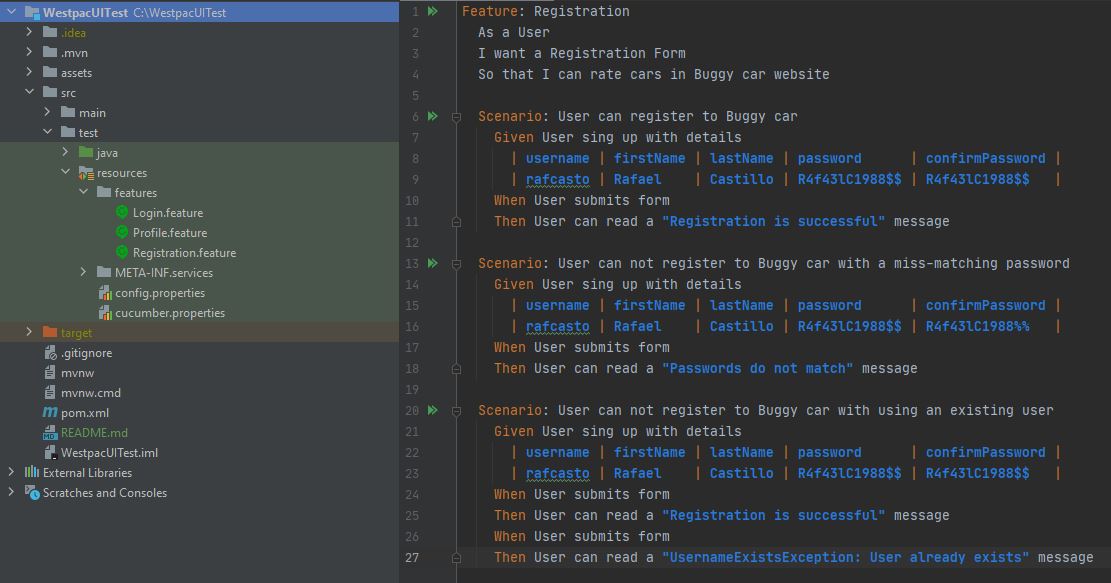 WestpacUITest C:\WestpacUITest
.idea
.mvn
assets
src
main
test
java
resources
features
Login.feature
Profile.feature
Registration.feature
META-INF.services
config.properties
cucumber.properties
target
.gitignore
mvnw
mvnw.cmd
pom.xml
README.md
WestpacUITest.iml
External Libraries
Scratches and Consoles
1 Feature: Registration
2 As a User
3 I want a Registration Form
4 So that I can rate cars in Buggy car website
5
6 Scenario: User can register to Buggy car
7 Given User sing up with details
8 | username | firstName | lastName | password | confirmPassword |
9 | rafcasto | Rafael | Castillo | R4f43lC1988$$ | R4f43lC1988$$ |
10 When User submits form
11 Then User can read a "Registration is successful" message
12
13 Scenario: User can not register to Buggy car with a miss-matching password
14 Given User sing up with details
15 | username | firstName | lastName | password | confirmPassword |
16 | rafcasto | Rafael | Castillo | R4f43lC1988$$ | R4f43lC1988%% |
17 When User submits form
18 Then User can read a "Passwords do not match" message
19
20 Scenario: User can not register to Buggy car with using an existing user
21 Given User sing up with details
22 | username | firstName | lastName | password | confirmPassword |
23 | rafcasto | Rafael | Castillo | R4f43lC1988$$ | R4f43lC1988$$ |
24 When User submits form
25 Then User can read a "Registration is successful" message
26 When User submits form
27 Then User can read a "UsernameExistsException: User already exists" message